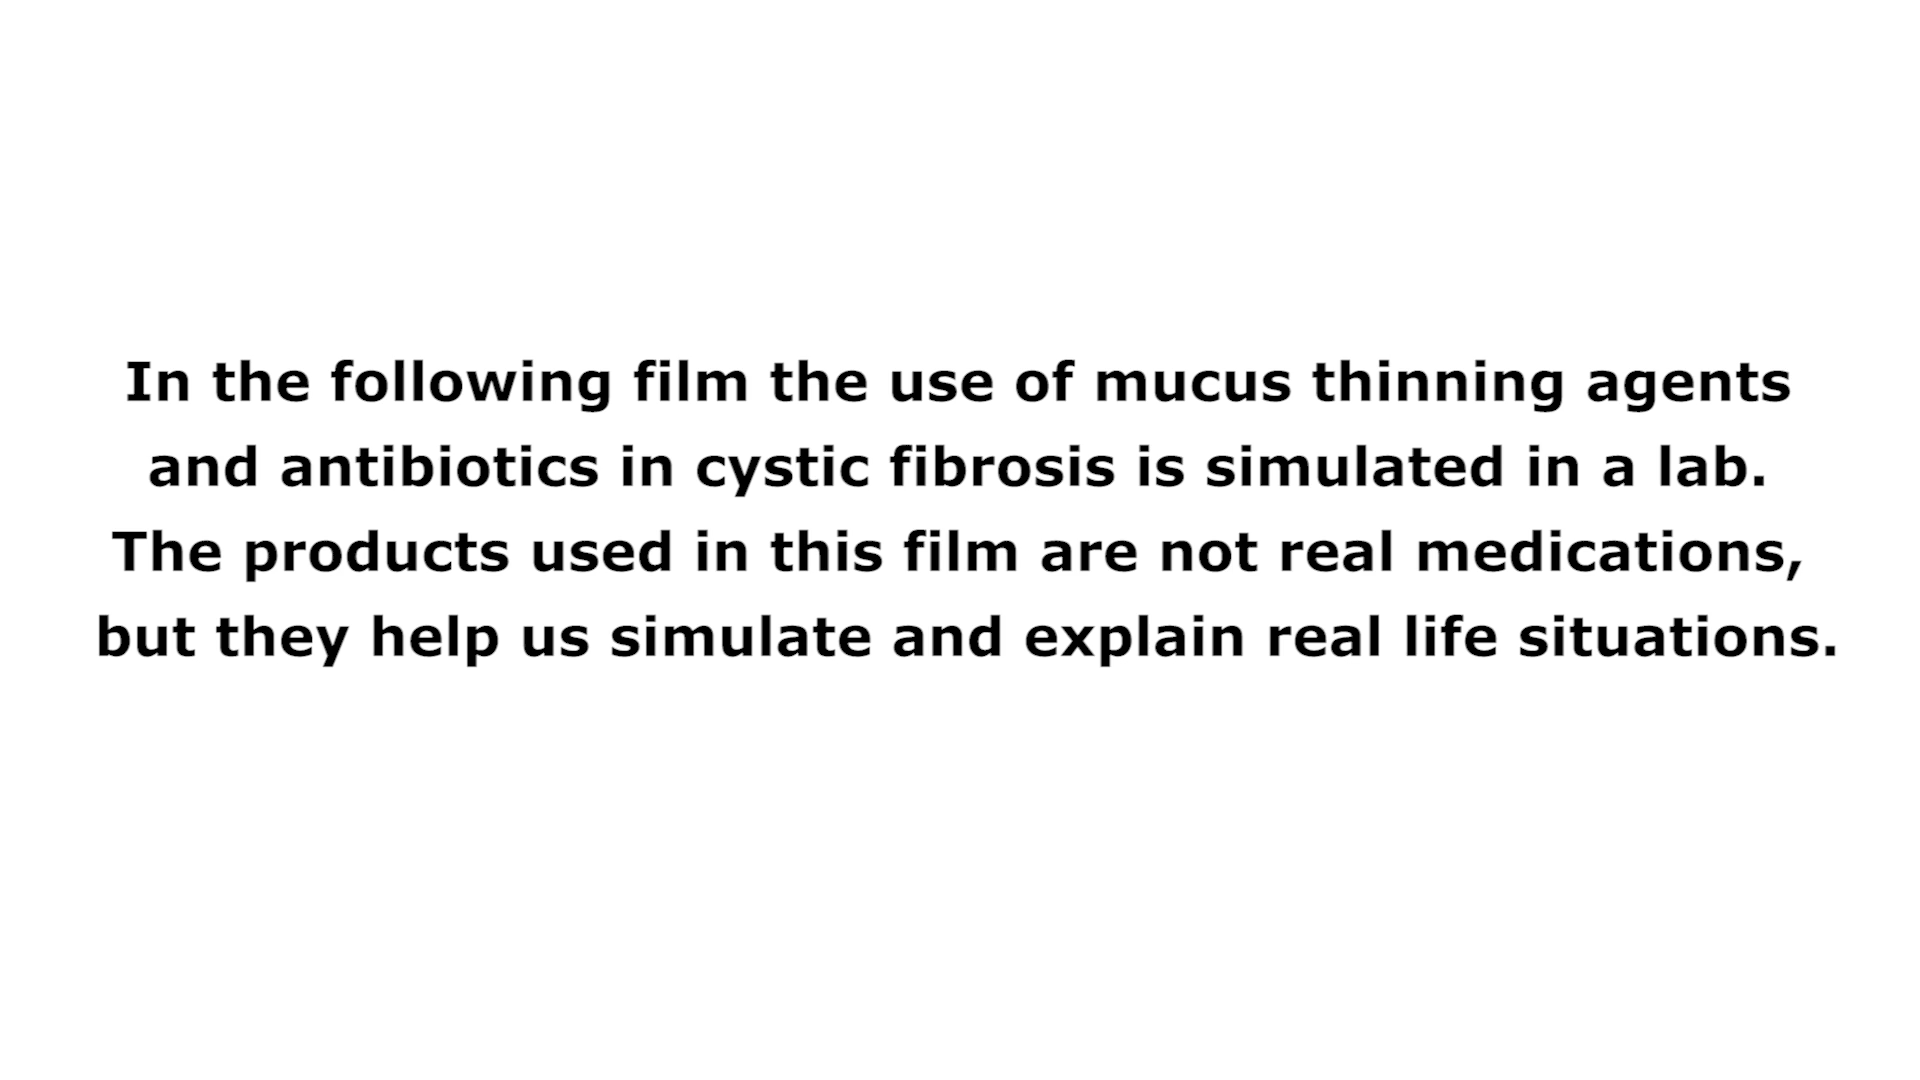 In the following film the use of mucus thinning agents
and antibiotics in cystic fibrosis is simulated in a lab.
The products used in this film are not real medications,
but they help us simulate and explain real life situations.